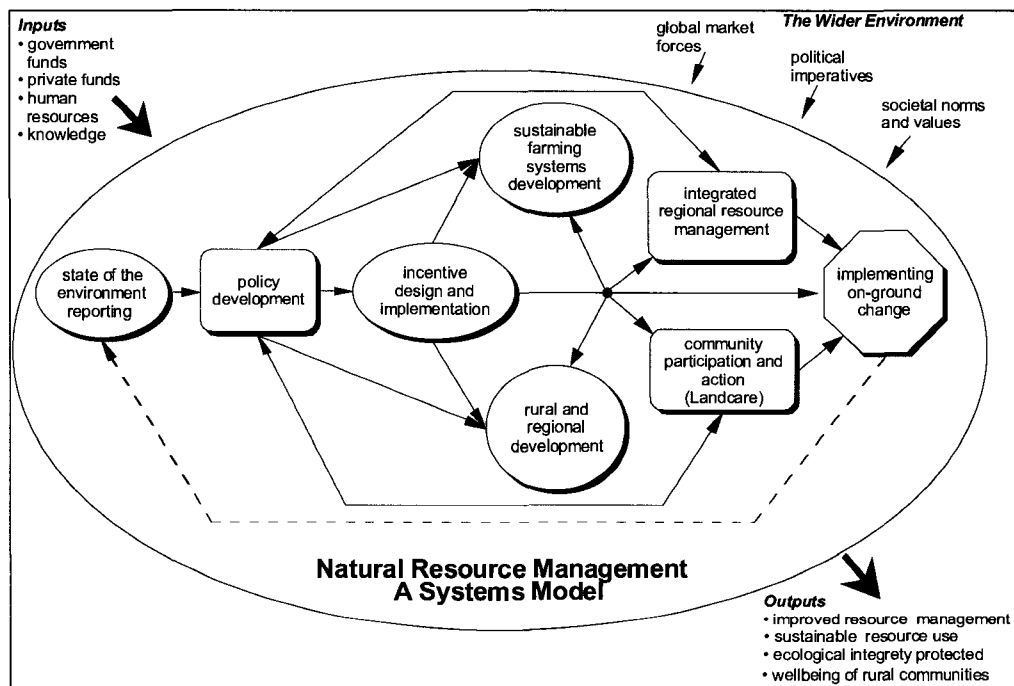 Inputs
• government
funds
• private funds
• human
resources
• knowledge
The Wider Environment
global market
forces
political
imperatives
societal norms
and values
sustainable
farming
systems
development
integrated
regional resource
management
state of the
environment
reporting
policy
development
incentive
design and
implementation
implementing
on-ground
change
community
participation and
action
(Landcare)
rural and
regional
development
Natural Resource Management
A Systems Model
Outputs
• improved resource management
• sustainable resource use
• ecological integrety protected
• wellbeing of rural communities